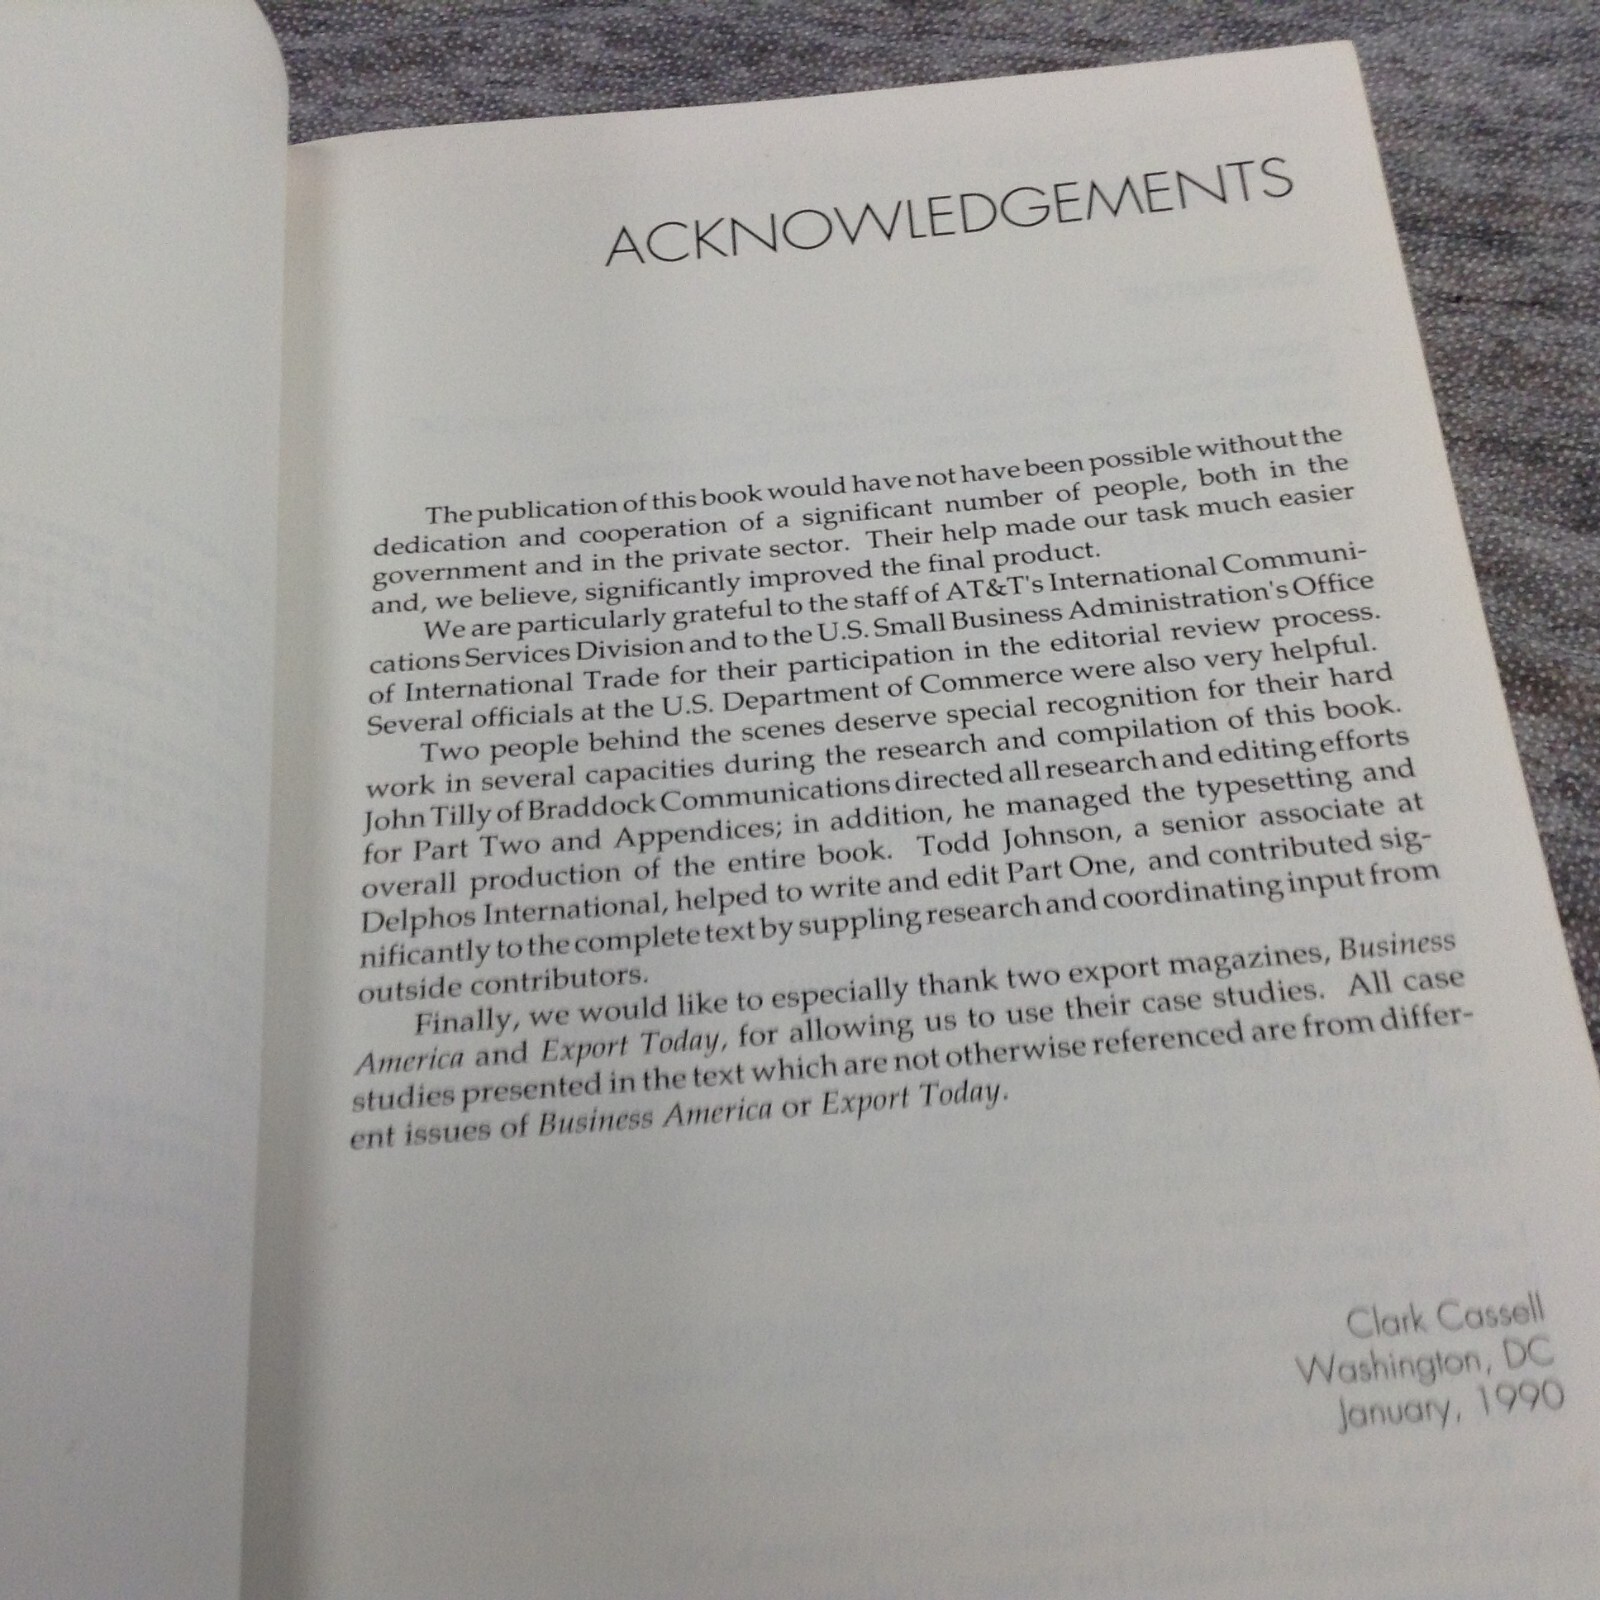 ACKNOWLEDGEMENTS
The publication of this book would have not have been possible without the
dedication and cooperation of a significant number of people, both in the
government and in the private sector. Their help made our task much easier
and, we believe, significantly improved the final product.
We are particularly grateful to the staff of AT&T's International Communi-
cations Services Division and to the U.S. Small Business Administration's Office
of International Trade for their participation in the editorial review process.
Several officials at the U.S. Department of Commerce were also very helpful.
Two people behind the scenes deserve special recognition for their hard
work in several capacities during the research and compilation of this book.
John Tilly of Braddock Communications directed all research and editing efforts
for Part Two and Appendices; in addition, he managed the typesetting and
overall production of the entire book. Todd Johnson, a senior associate at
Delphos International, helped to write and edit Part One, and contributed sig-
nificantly to the complete text by suppling research and coordinating input from
outside contributors.
Finally, we would like to especially thank two export magazines, Business
America and Export Today, for allowing us to use their case studies. All case
studies presented in the text which are not otherwise referenced are from differ-
ent issues of Business America or Export Today.
Clark Cassell
Washington, DC
January, 1990